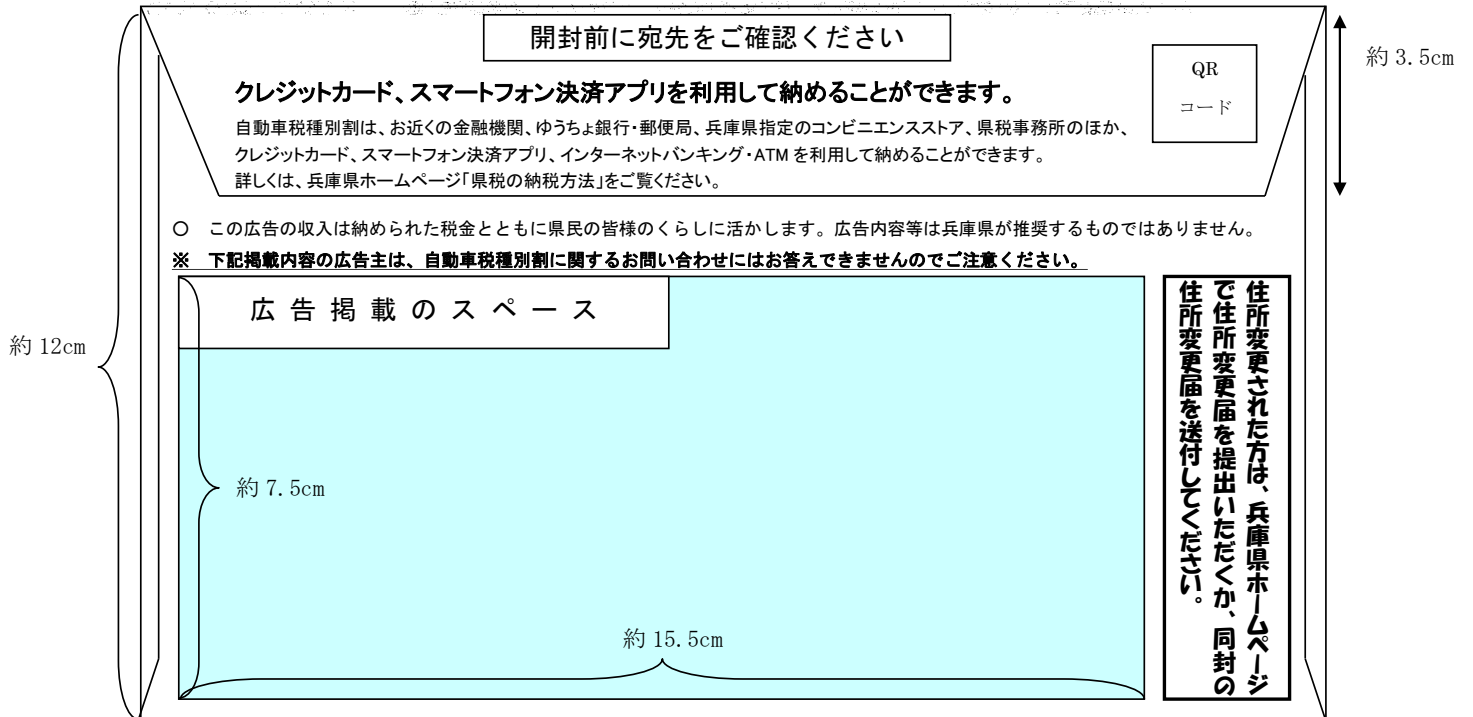 開封前に宛先をご確認ください
約3.5cm
QR
コード
クレジットカード、スマートフォン決済アプリを利用して納めることができます。
自動車税種別割は、お近くの金融機関、ゆうちょ銀行・郵便局、兵庫県指定のコンビニエンスストア、県税事務所のほか、
クレジットカード、スマートフォン決済アプリ、インターネットバンキング・ATMを利用して納めることができます。
詳しくは、兵庫県ホームページ「県税の納税方法」をご覧ください。
○ この広告の収入は納められた税金とともに県民の皆様のくらしに活かします。広告内容等は兵庫県が推奨するものではありません。
※ 下記掲載内容の広告主は、自動車税種別割に関するお問い合わせにはお答えできませんのでご注意ください。
広告掲載のスペース
約12cm
約7.5cm
約15.5cm
住所変更された方は、兵庫県ホームページ
で住所変更届を提出いただくか、同封の
住所変更届を送付してください。